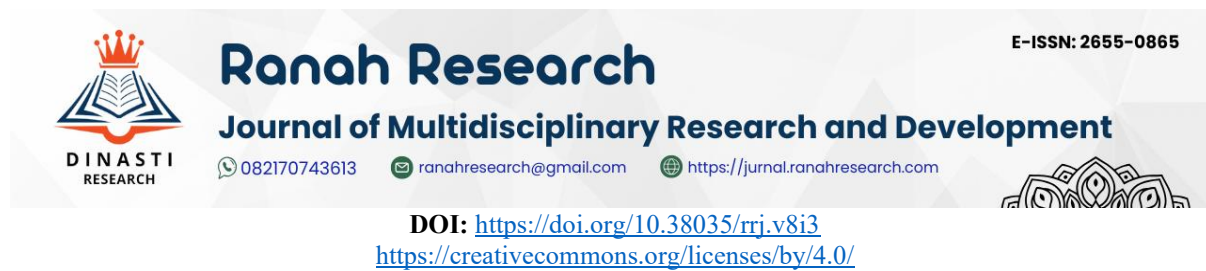 E-ISSN: 2655-0865
Ranah Research
Journal of Multidisciplinary Research and Development
DINASTI
RESEARCH
082170743613 ranahresearch@gmail.com https://jurnal.ranahresearch.com
DOI: https://doi.org/10.38035/rrj.v8i3
https://creativecommons.org/licenses/by/4.0/